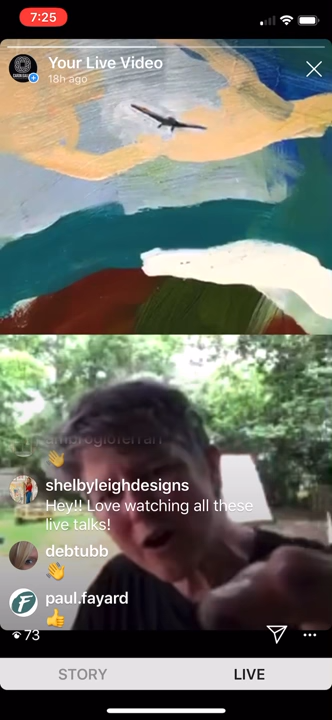 7:25
Your Live Video
18h ago
ambrogioferrari
shelbyleighdesigns
Hey!! Love watching all these
live talks!
debtubb
paul.fayard
73
STORY
LIVE